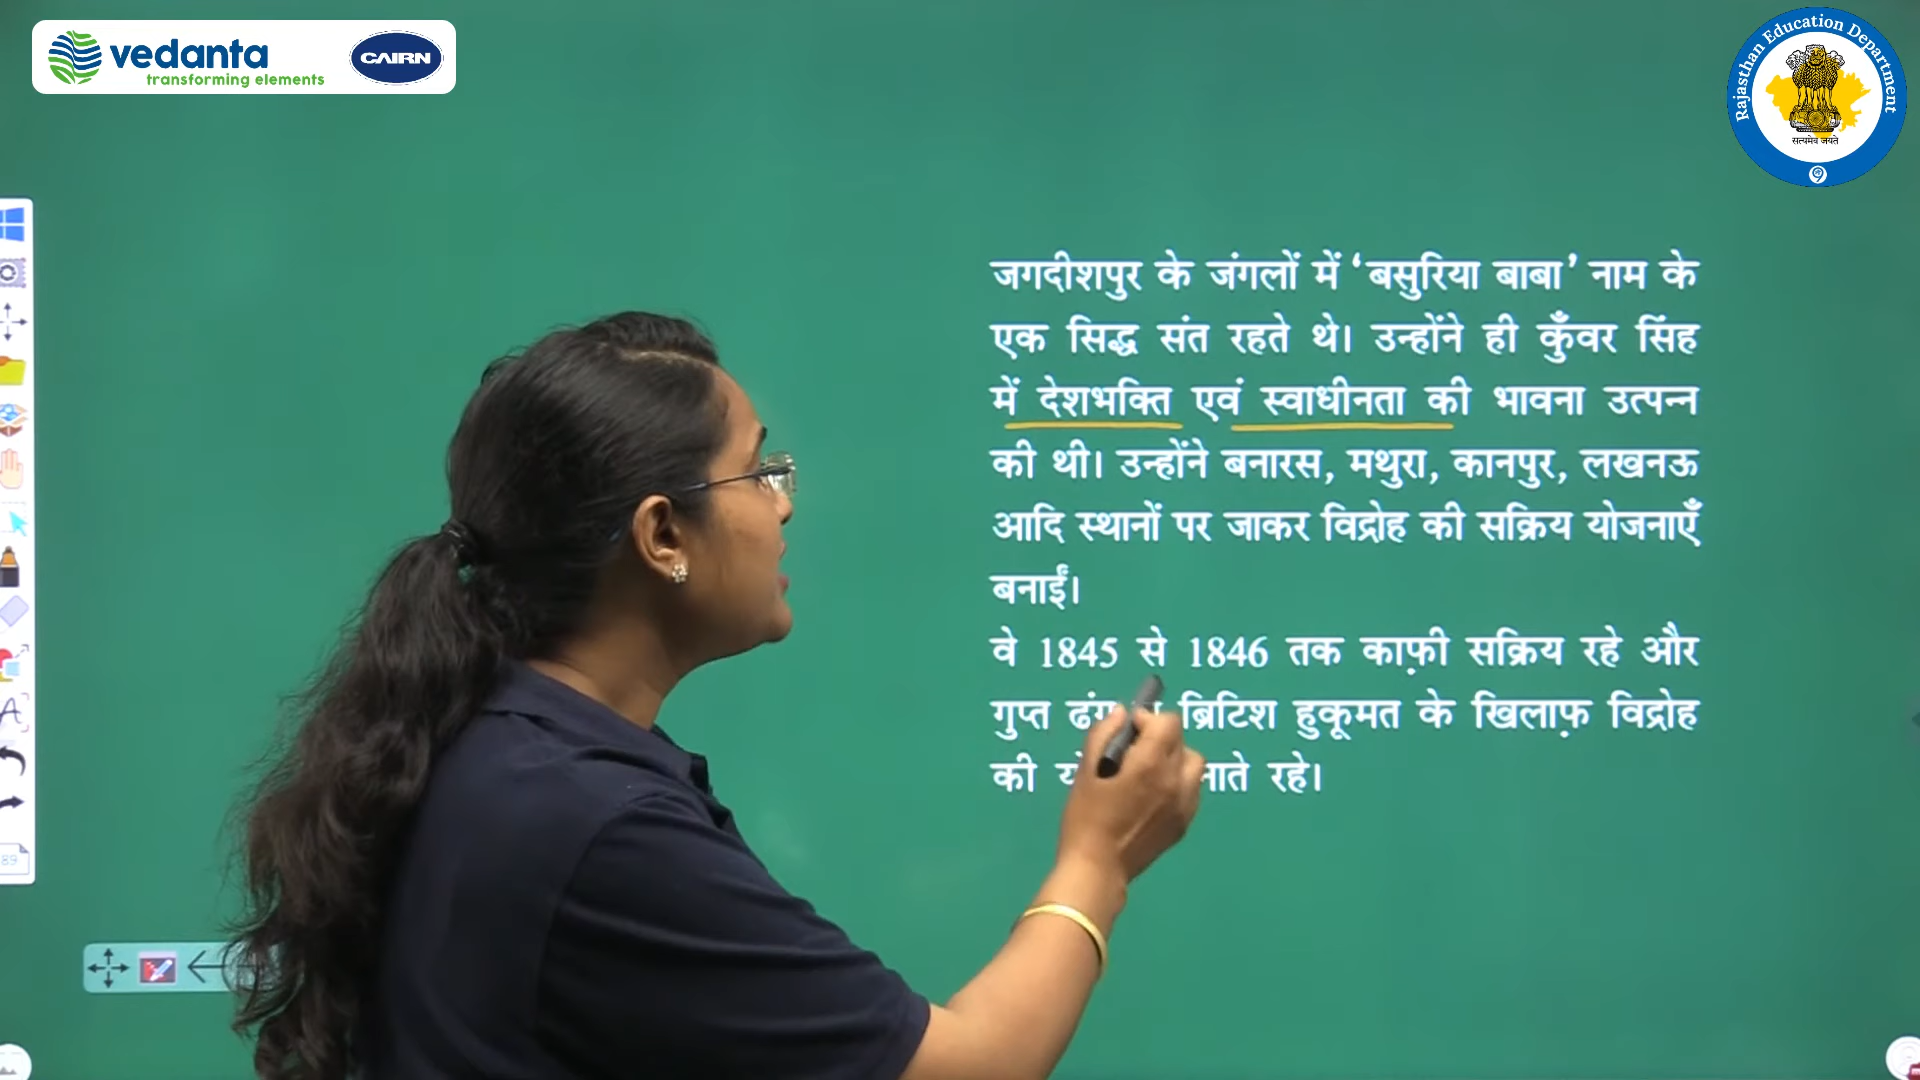 vedanta
transforming elements
CAIRN
Rajasthan Education Department
सत्यमेव जयते
जगदीशपुर के जंगलों में ‘बसुरिया बाबा’ नाम के
एक सिद्ध संत रहते थे। उन्होंने ही कुँवर सिंह
में देशभक्ति एवं स्वाधीनता की भावना उत्पन्न
की थी। उन्होंने बनारस, मथुरा, कानपुर, लखनऊ
आदि स्थानों पर जाकर विद्रोह की सक्रिय योजनाएँ
बनाईं।
वे 1845 से 1846 तक काफ़ी सक्रिय रहे और
गुप्त ब्रिटिश हुकूमत के खिलाफ़ विद्रोह
की रहे।
89